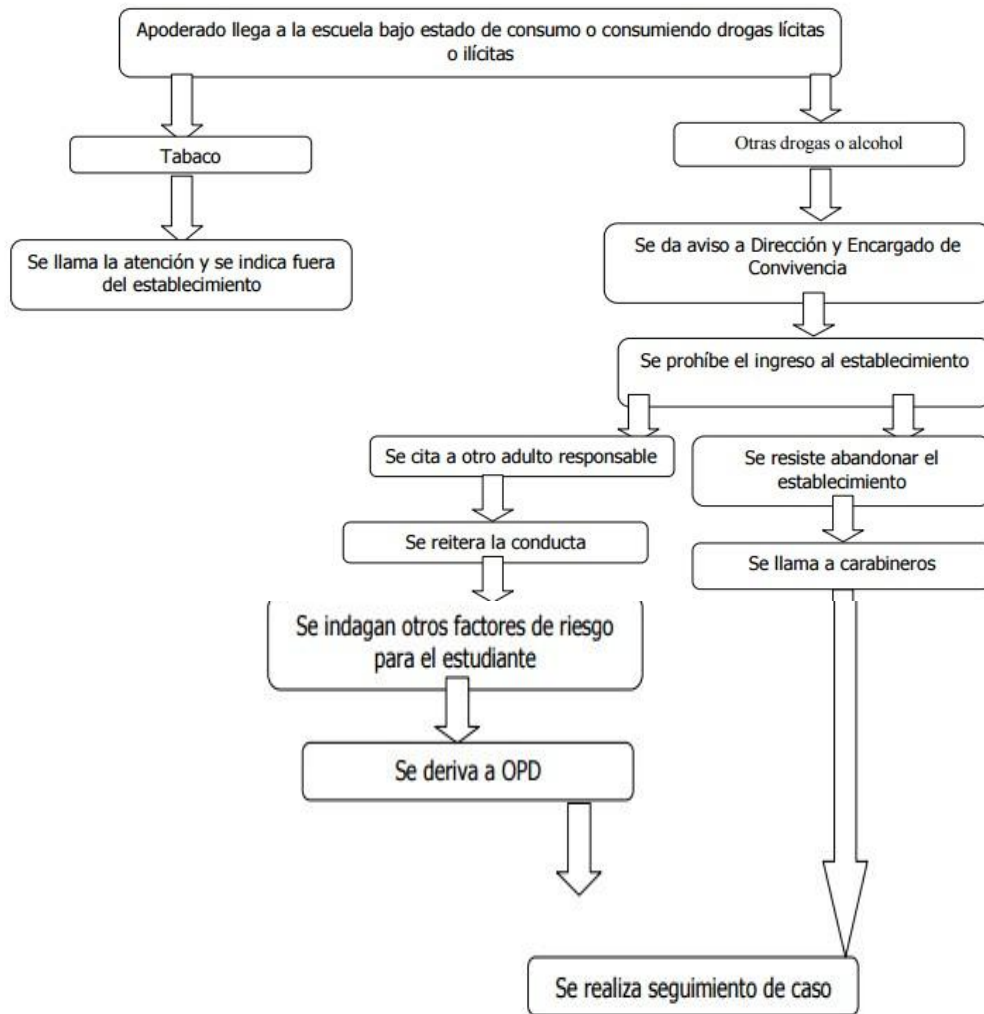 Apoderado llega a la escuela bajo estado de consumo o consumiendo drogas lícitas
o ilícitas
Tabaco
Otras drogas o alcohol
Se llama la atención y se indica fuera
del establecimiento
Se da aviso a Dirección y Encargado de
Convivencia
Se prohíbe el ingreso al establecimiento
Se cita a otro adulto responsable
Se resiste abandonar el
establecimiento
Se reitera la conducta
Se llama a carabineros
Se indagan otros factores de riesgo
para el estudiante
Se deriva a OPD
Se realiza seguimiento de caso